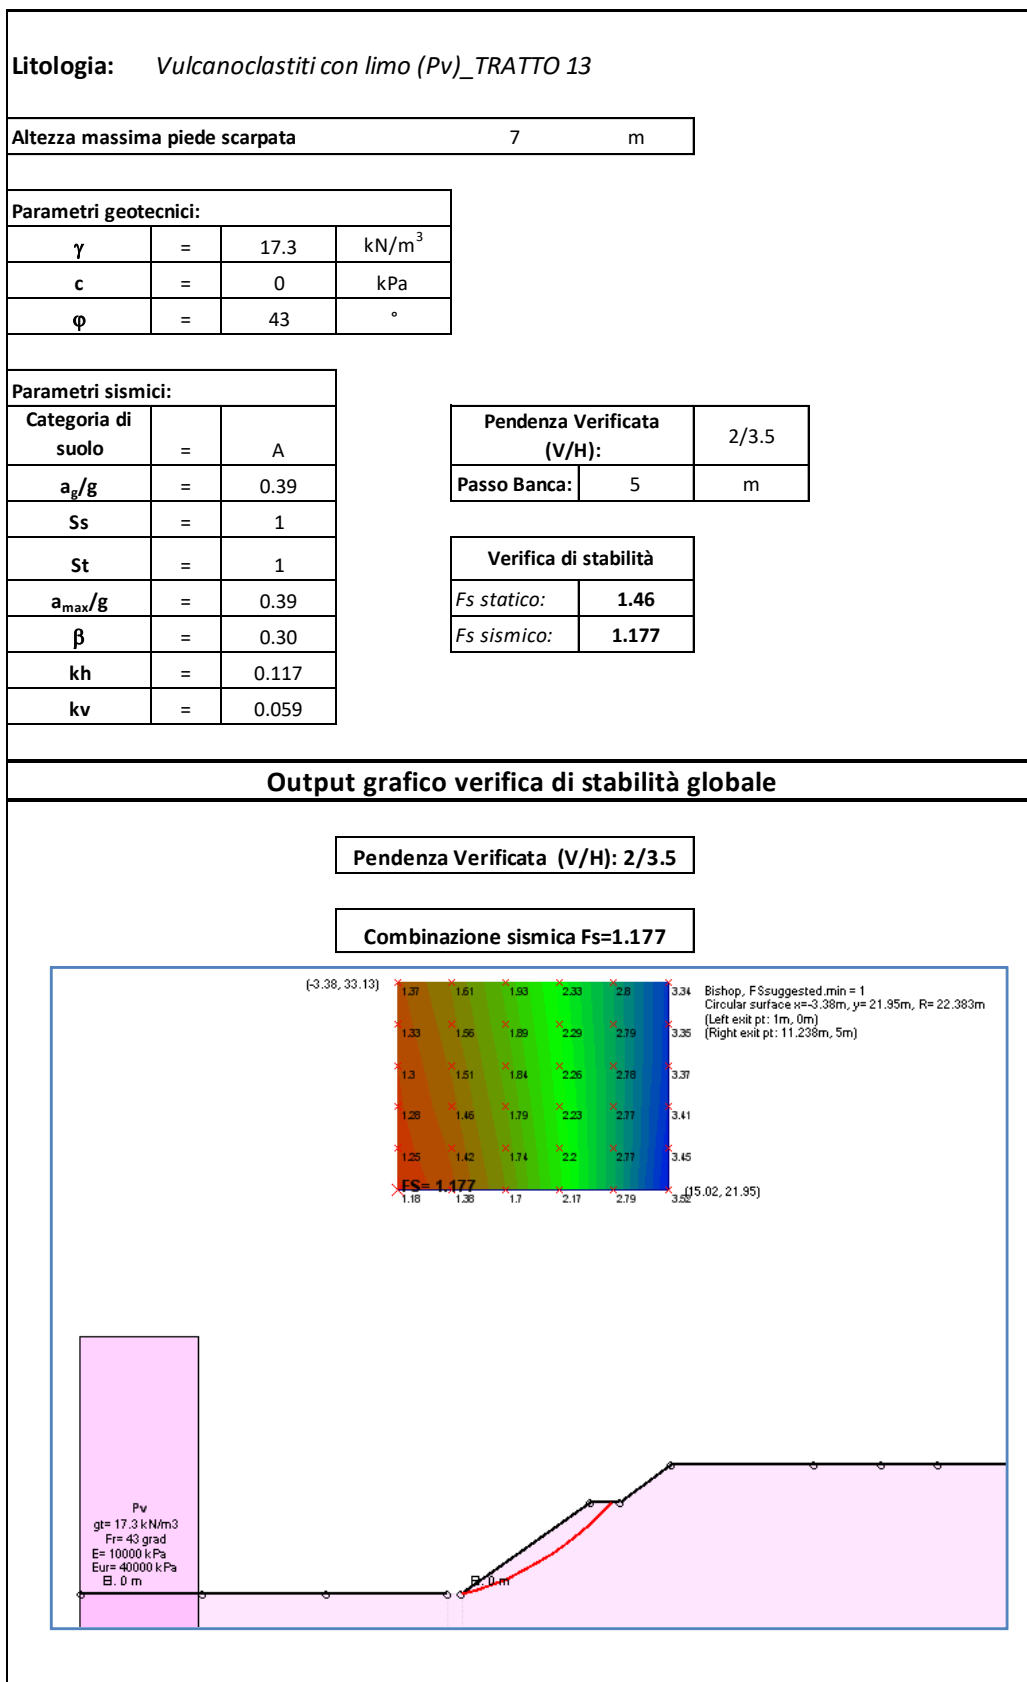 Litologia: Vulcanoclastiti con limo (Pv)_TRATTO 13
Altezza massima piede scarpata 7 m
Parametri geotecnici:
γ = 17.3 kN/m³
c = 0 kPa
φ = 43 °
Parametri sismici:
Categoria di suolo = A
ag/g = 0.39
Ss = 1
St = 1
amax/g = 0.39
β = 0.30
kh = 0.117
kv = 0.059
Pendenza Verificata (V/H): 2/3.5
Passo Banca: 5 m
Verifica di stabilità
Fs statico: 1.46
Fs sismico: 1.177
Output grafico verifica di stabilità globale
Pendenza Verificata (V/H): 2/3.5
Combinazione sismica Fs=1.177
(-3.38, 33.13)
1.37 1.61 1.93 2.33 2.8 3.34
1.33 1.56 1.89 2.29 2.79 3.35
1.3 1.51 1.84 2.26 2.78 3.37
1.28 1.46 1.79 2.23 2.77 3.41
1.25 1.42 1.74 2.2 2.77 3.45
FS= 1.177
1.18 1.38 1.7 2.17 2.79 3.52
(15.02, 21.95)
Bishop, FSsuggested.min = 1
Circular surface x=-3.38m, y= 21.95m, R= 22.383m
(Left exit pt: 1m, 0m)
(Right exit pt: 11.238m, 5m)
Pv
gt= 17.3 kN/m3
Fr= 43 grad
E= 10000 kPa
Eur= 40000 kPa
El. 0 m
El. 0 m